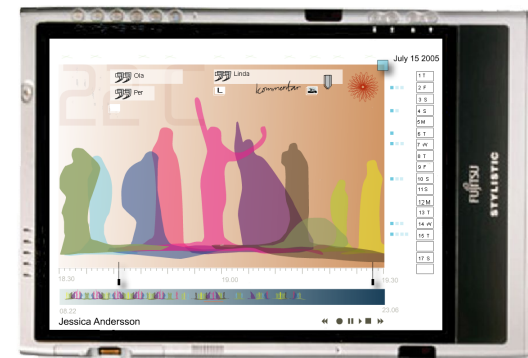 July 15 2005
Ola
Linda
Per
L
kommentar
1 T
2 F
3 S
4 S
5 M
6 T
7 W
8 T
9 F
10 S
11 S
12 M
13 T
14 W
15 T
17 S
18.30
19.00
19.30
08.22
23.06
Jessica Andersson
FUJITSU
STYLISTIC